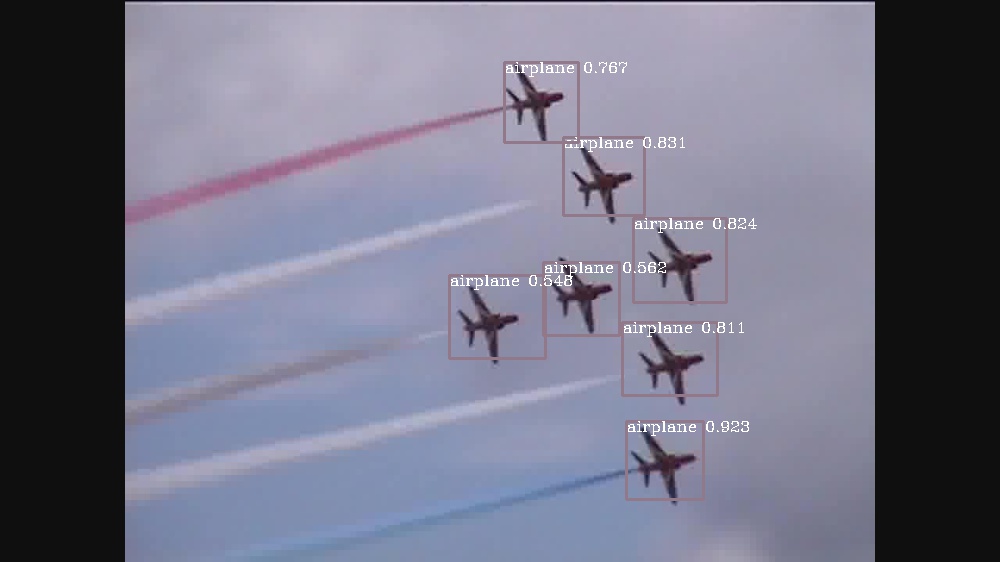 airplane 0.767
airplane 0.831
airplane 0.824
airplane 0.562
airplane 0.548
airplane 0.811
airplane 0.923